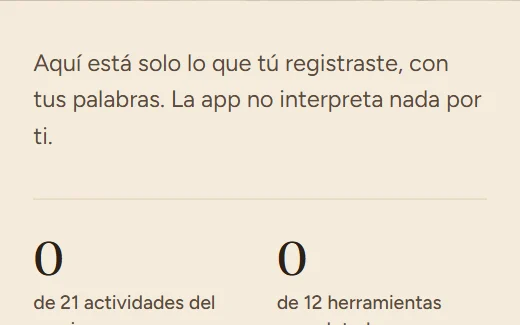 Aquí está solo lo que tú registraste, con
tus palabras. La app no interpreta nada por
ti.
0
0
de 21 actividades del
de 12 herramientas